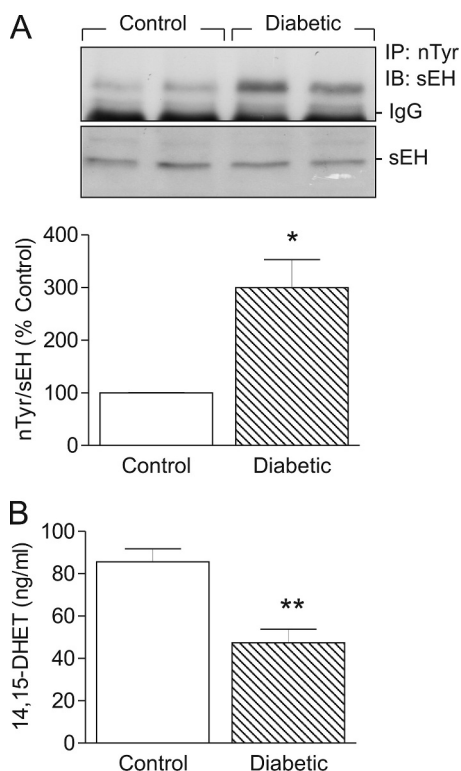 A
Control Diabetic
IP: nTyr
IB: sEH
IgG
sEH
nTyr/sEH (% Control)
400
300
200
100
0
*
Control Diabetic
B
14,15-DHET (ng/ml)
100
80
60
40
20
0
**
Control Diabetic